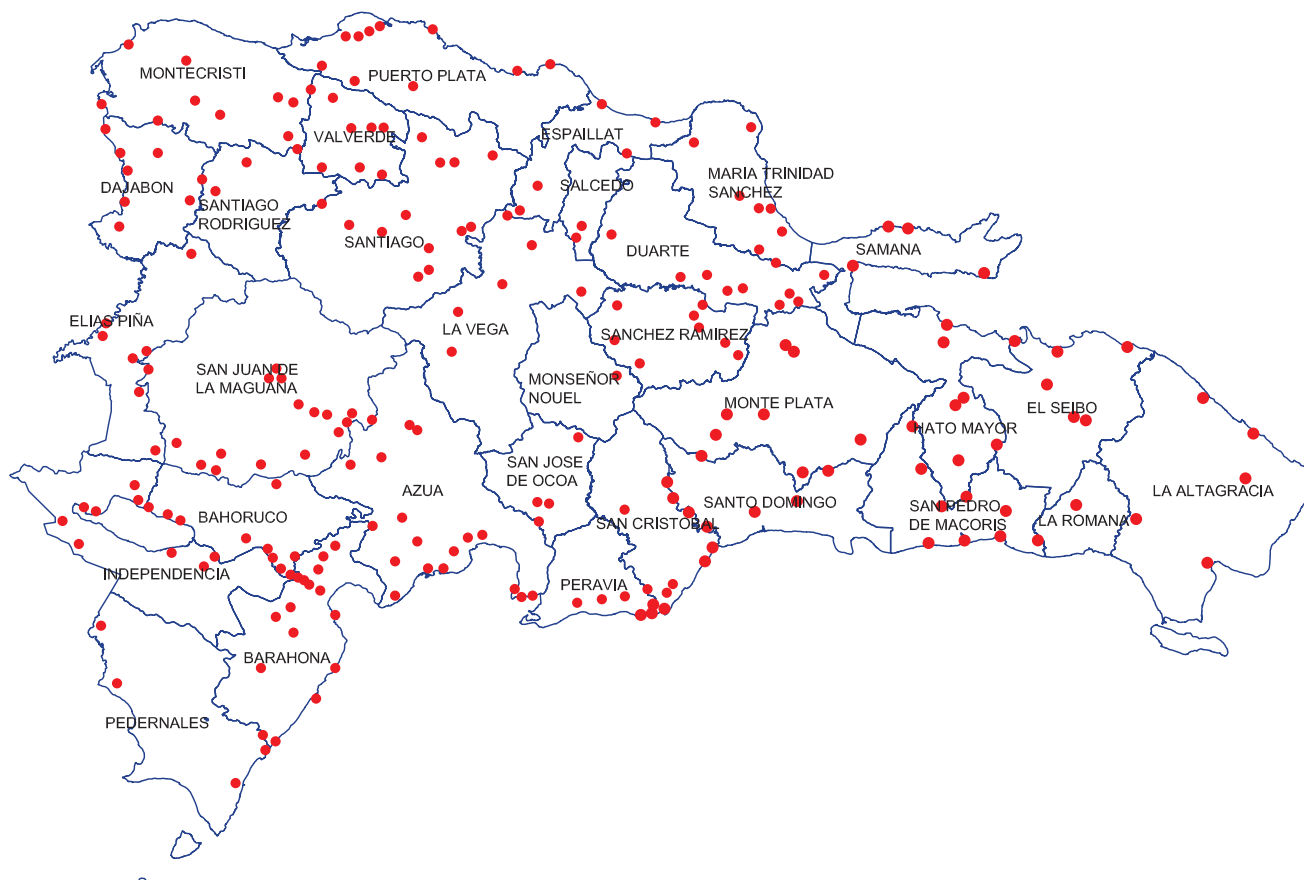 MONTECRISTI
PUERTO PLATA
VALVERDE
ESPAILLAT
DAJABON
SANTIAGO
RODRIGUEZ
SALCEDO
MARIA TRINIDAD
SANCHEZ
SANTIAGO
DUARTE
SAMANA
ELIAS PIÑA
LA VEGA
SANCHEZ RAMIREZ
SAN JUAN DE
LA MAGUANA
MONSEÑOR
NOUEL
MONTE PLATA
EL SEIBO
HATO MAYOR
SAN JOSE
DE OCOA
AZUA
LA ALTAGRACIA
BAHORUCO
SAN CRISTOBAL
SANTO DOMINGO
SAN PEDRO
DE MACORIS
LA ROMANA
INDEPENDENCIA
PERAVIA
BARAHONA
PEDERNALES